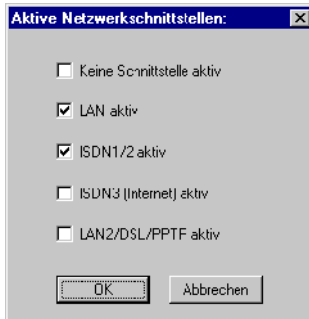 Aktive Netzwerkschnittstellen:
Keine Schnittstelle aktiv
LAN aktiv
ISDN1/2 aktiv
ISDN3 (Internet) aktiv
LAN2/DSL/PPTP aktiv
OK
Abbrechen